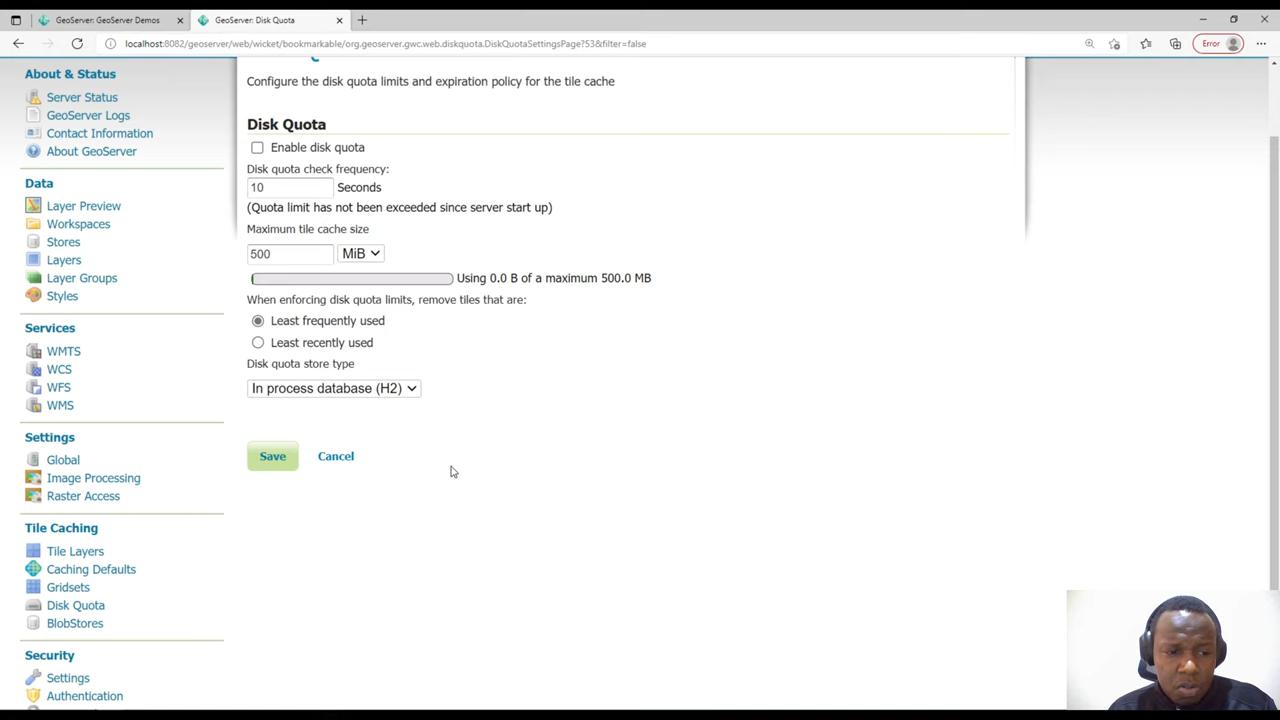 GeoServer: GeoServer Demos
GeoServer: Disk Quota
localhost:8082/geoserver/web/wicket/bookmarkable/org.geoserver.gwc.web.diskquota.DiskQuotaSettingsPage?53&filter=false
Error
About & Status
Server Status
GeoServer Logs
Contact Information
About GeoServer
Data
Layer Preview
Workspaces
Stores
Layers
Layer Groups
Styles
Services
WMTS
WCS
WFS
WMS
Settings
Global
Image Processing
Raster Access
Tile Caching
Tile Layers
Caching Defaults
Gridsets
Disk Quota
BlobStores
Security
Settings
Authentication
Configure the disk quota limits and expiration policy for the tile cache
Disk Quota
Enable disk quota
Disk quota check frequency:
10 Seconds
(Quota limit has not been exceeded since server start up)
Maximum tile cache size
500 MiB
Using 0.0 B of a maximum 500.0 MB
When enforcing disk quota limits, remove tiles that are:
Least frequently used
Least recently used
Disk quota store type
In process database (H2)
Save Cancel